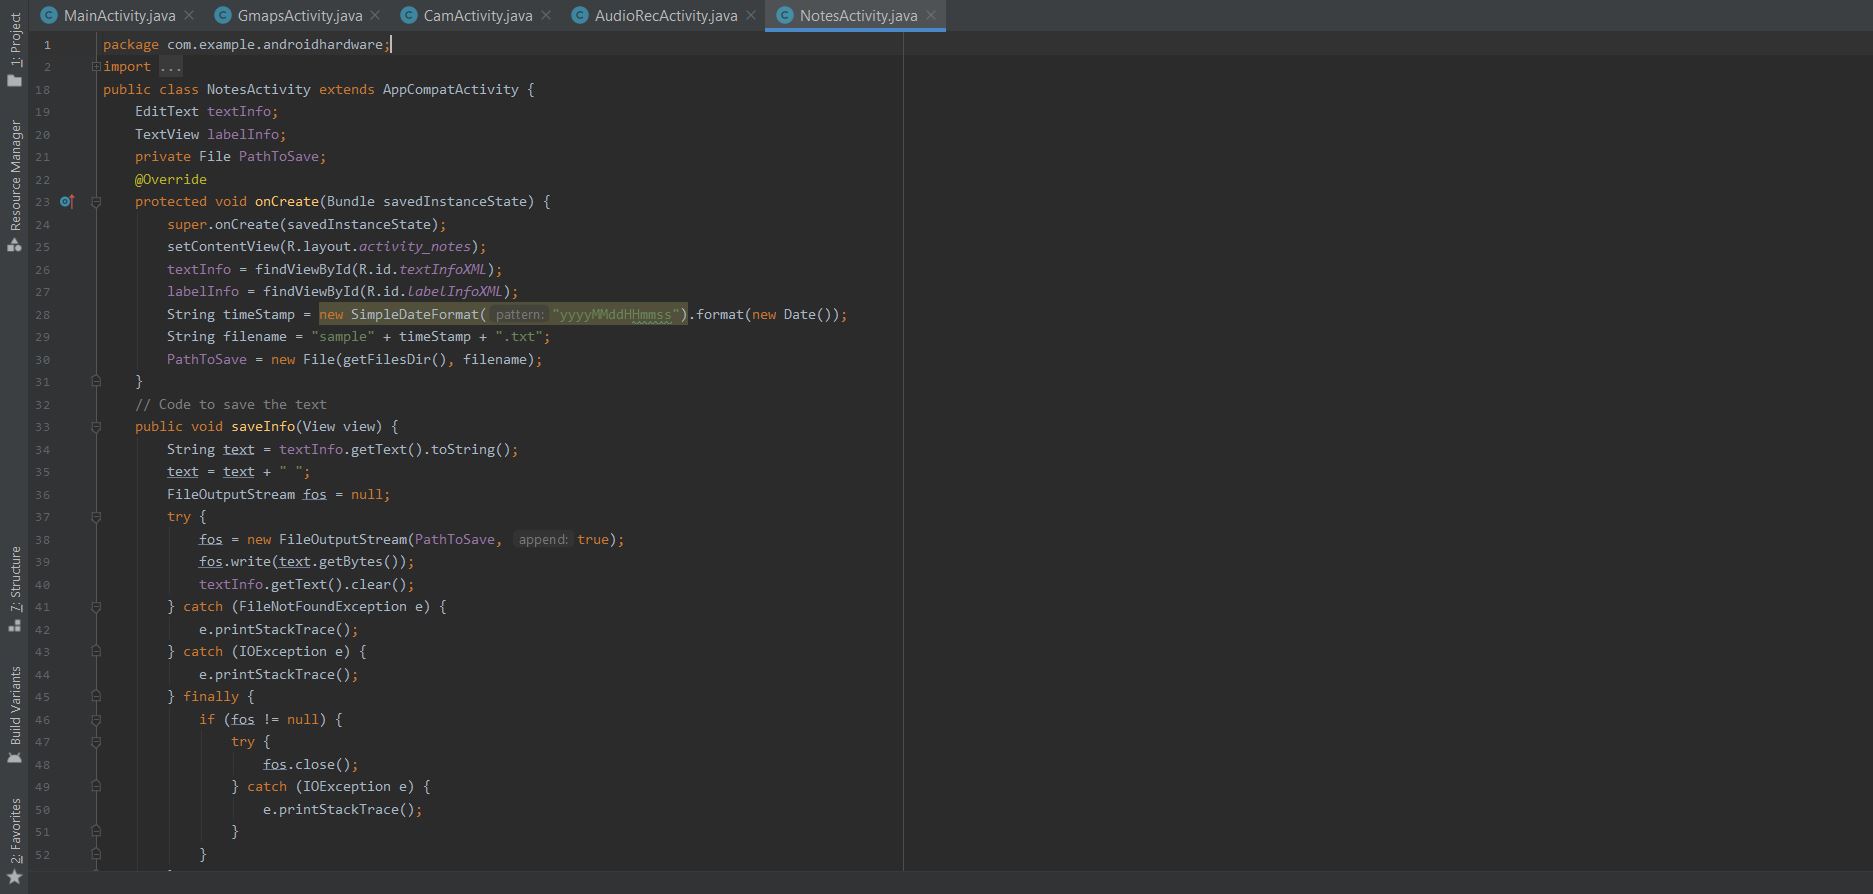 MainActivity.java GmapsActivity.java CamActivity.java AudioRecActivity.java NotesActivity.java
1: Project
Resource Manager
7: Structure
Build Variants
2: Favorites
1 package com.example.androidhardware;
2 import ...
18 public class NotesActivity extends AppCompatActivity {
19 EditText textInfo;
20 TextView labelInfo;
21 private File PathToSave;
22 @Override
23 protected void onCreate(Bundle savedInstanceState) {
24 super.onCreate(savedInstanceState);
25 setContentView(R.layout.activity_notes);
26 textInfo = findViewById(R.id.textInfoXML);
27 labelInfo = findViewById(R.id.labelInfoXML);
28 String timeStamp = new SimpleDateFormat( pattern: "yyyyMMddHHmmss").format(new Date());
29 String filename = "sample" + timeStamp + ".txt";
30 PathToSave = new File(getFilesDir(), filename);
31 }
32 // Code to save the text
33 public void saveInfo(View view) {
34 String text = textInfo.getText().toString();
35 text = text + " ";
36 FileOutputStream fos = null;
37 try {
38 fos = new FileOutputStream(PathToSave, append: true);
39 fos.write(text.getBytes());
40 textInfo.getText().clear();
41 } catch (FileNotFoundException e) {
42 e.printStackTrace();
43 } catch (IOException e) {
44 e.printStackTrace();
45 } finally {
46 if (fos != null) {
47 try {
48 fos.close();
49 } catch (IOException e) {
50 e.printStackTrace();
51 }
52 }